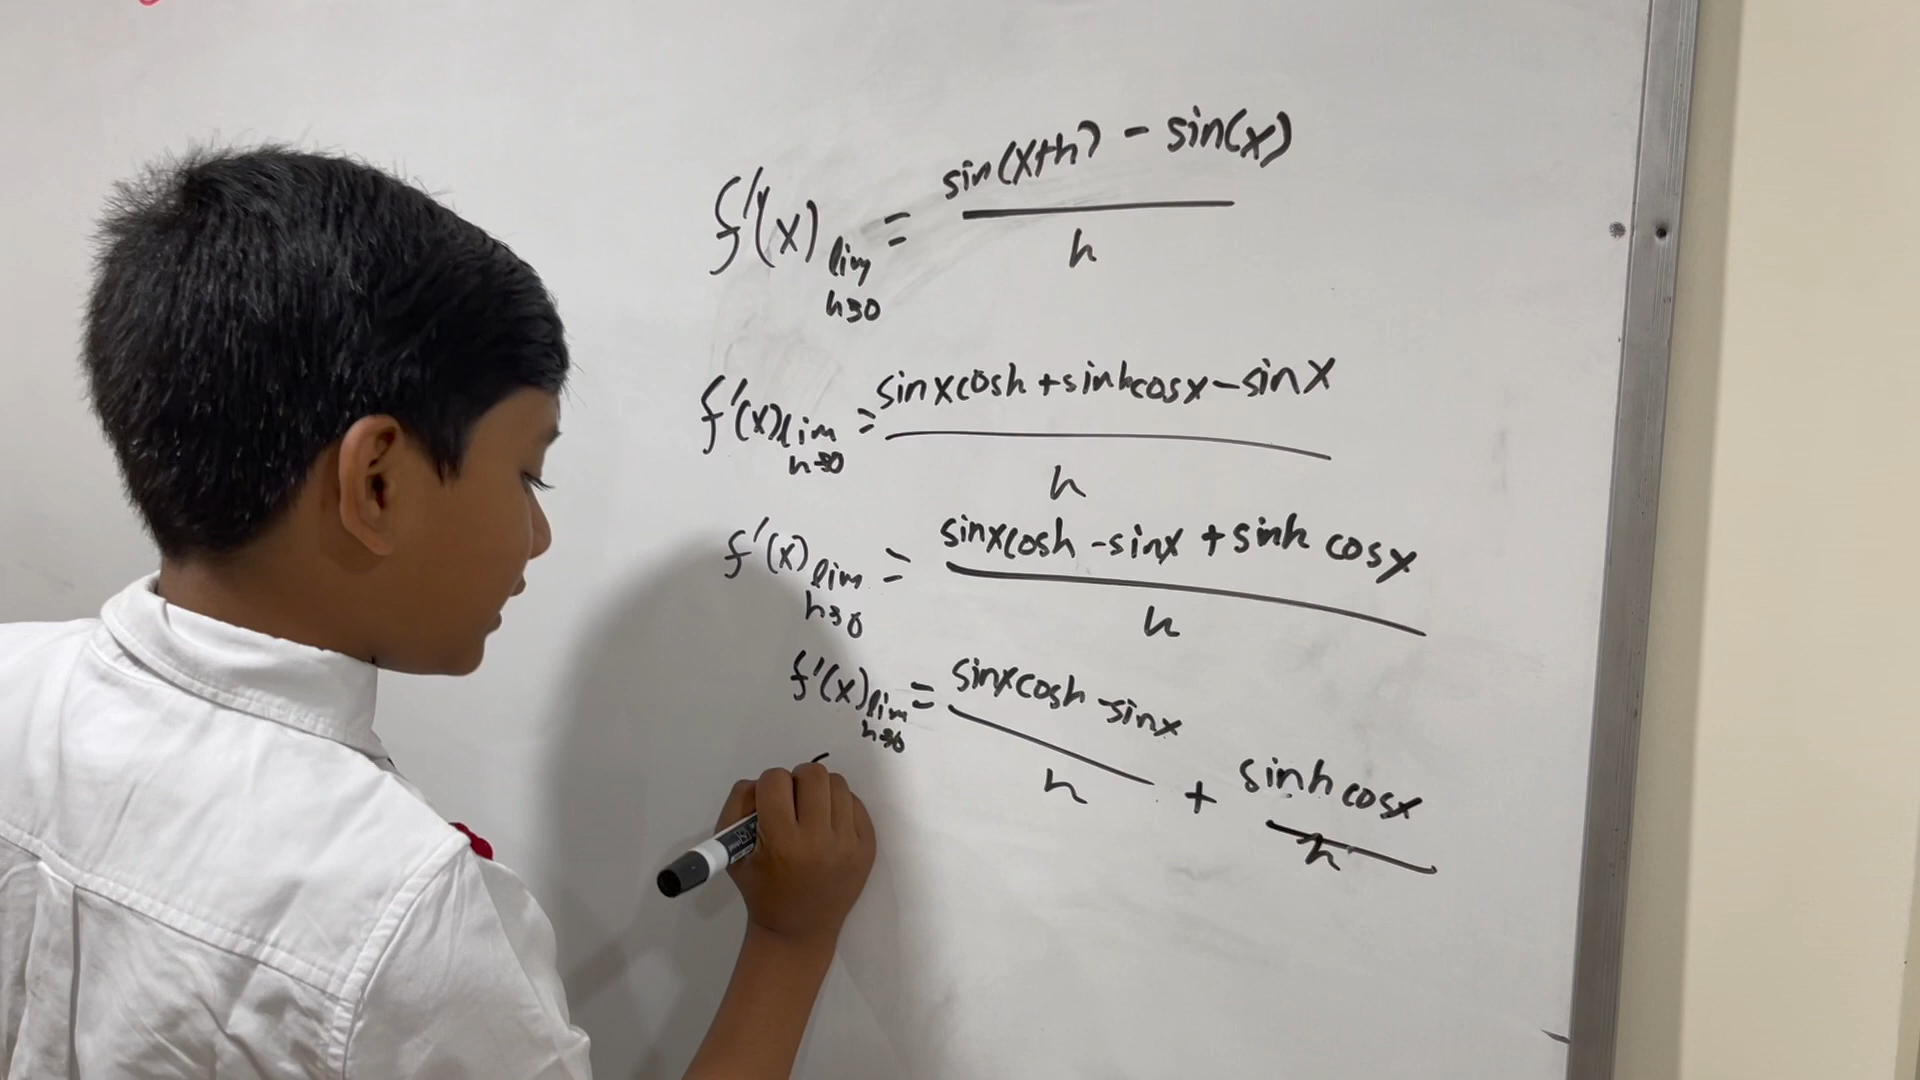 f'(x) lim h→0 = sin(x+h) - sin(x) / h
f'(x) lim h→0 = sinxcosh + sinhcosx - sinx / h
f'(x) lim h→0 = sinxcosh - sinx + sinh cosx / h
f'(x) lim h→0 = sinxcosh - sinx / h + sinh cosx / h